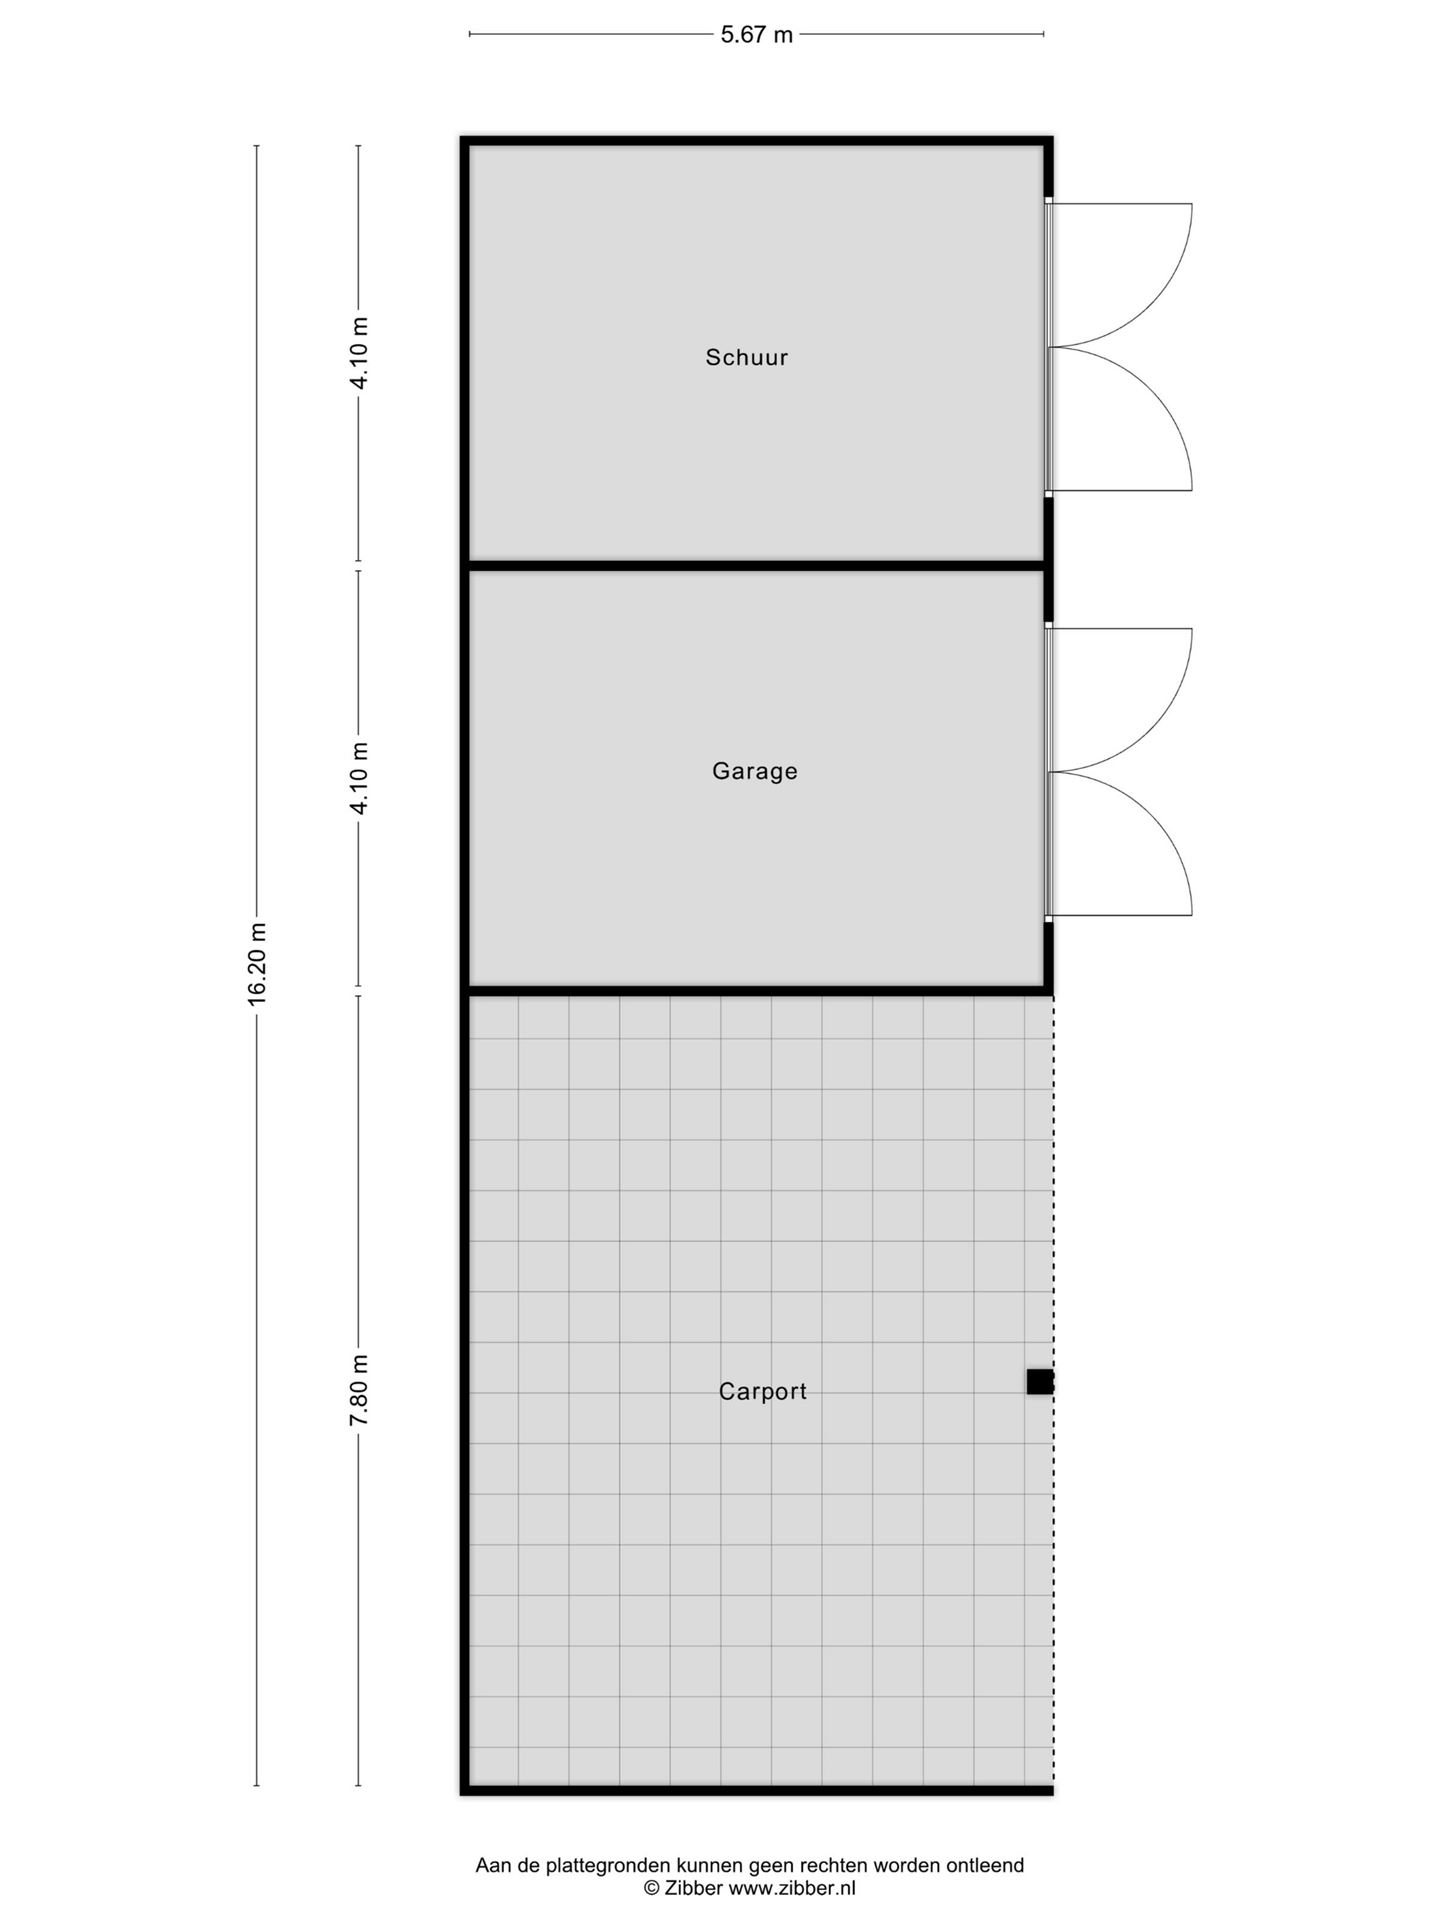 5.67 m
4.10 m
Schuur
4.10 m
Garage
16.20 m
7.80 m
Carport
Aan de plattegronden kunnen geen rechten worden ontleend
© Zibber www.zibber.nl